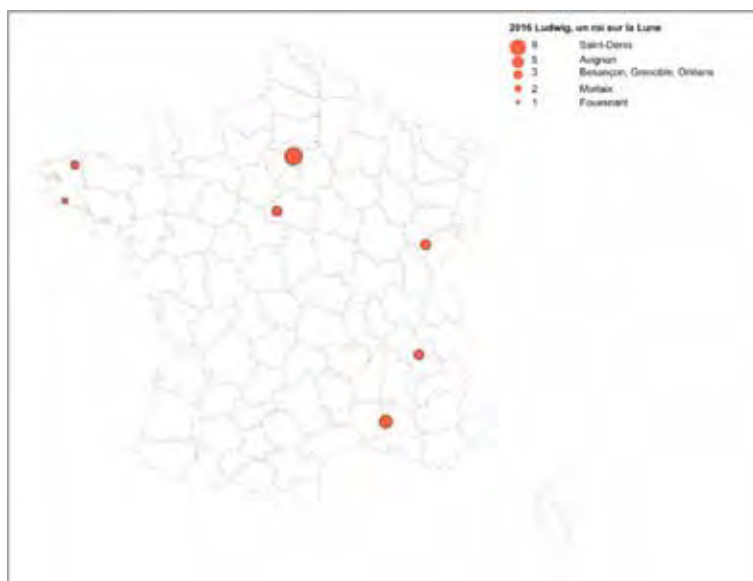 2016 Ludwig, un roi sur la Lune
Saint-Denis
5 Avignon
3 Besançon, Grenoble, Orléans
2 Morlaix
1 Fouesnant